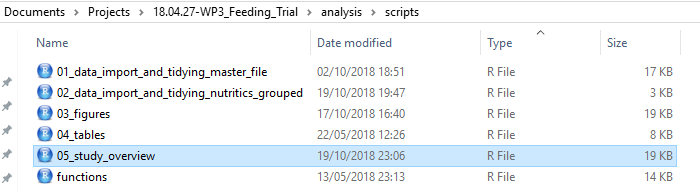 Documents > Projects > 18.04.27-WP3_Feeding_Trial > analysis > scripts
Name Date modified Type Size
01_data_import_and_tidying_master_file 02/10/2018 18:51 R File 17 KB
02_data_import_and_tidying_nutritics_grouped 19/10/2018 19:47 R File 3 KB
03_figures 17/10/2018 16:40 R File 19 KB
04_tables 22/05/2018 12:26 R File 8 KB
05_study_overview 19/10/2018 23:06 R File 19 KB
functions 13/05/2018 23:13 R File 14 KB